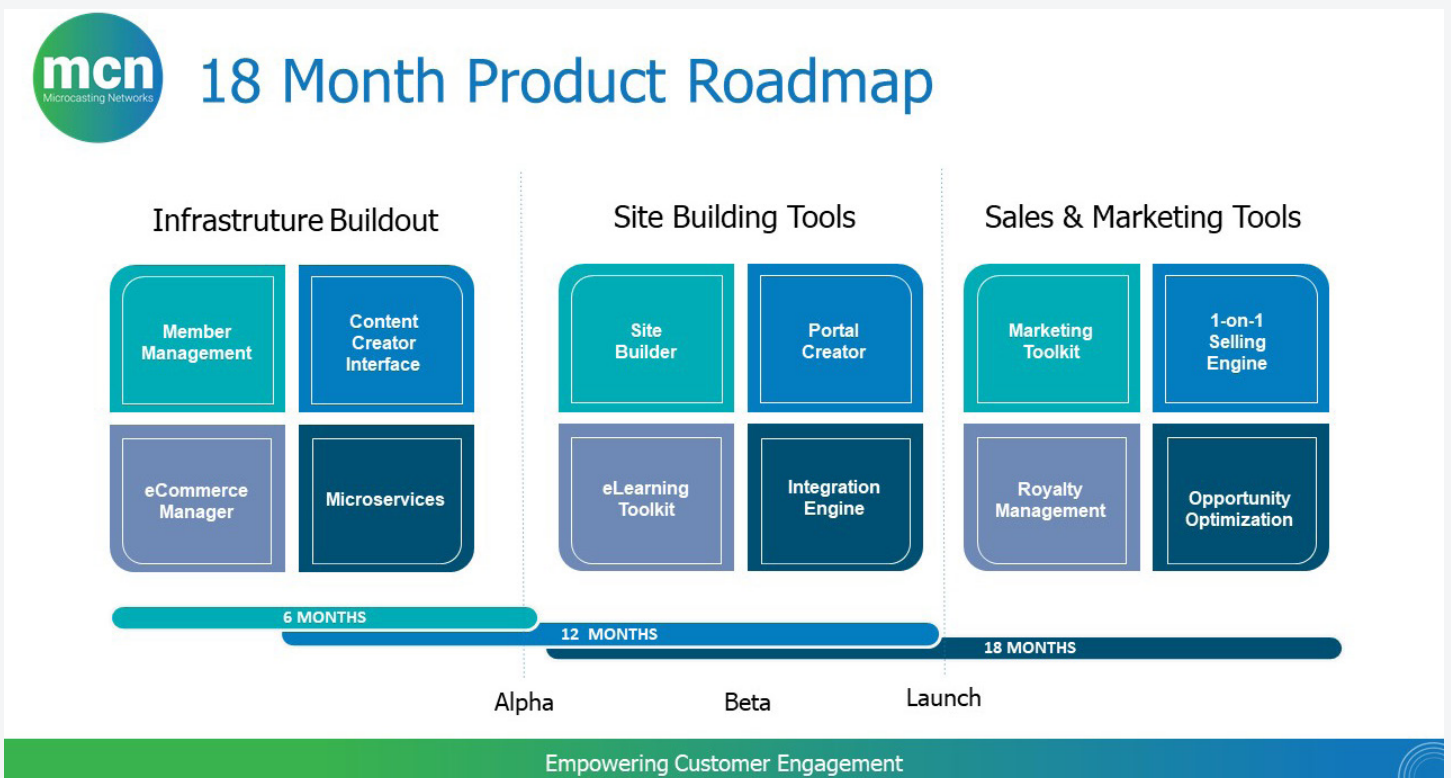 mcn
Microcasting Networks
18 Month Product Roadmap
Infrastruture Buildout
Member
Management
Content
Creator
Interface
eCommerce
Manager
Microservices
Site Building Tools
Site
Builder
Portal
Creator
eLearning
Toolkit
Integration
Engine
Sales & Marketing Tools
Marketing
Toolkit
1-on-1
Selling
Engine
Royalty
Management
Opportunity
Optimization
6 MONTHS
12 MONTHS
18 MONTHS
Alpha
Beta
Launch
Empowering Customer Engagement